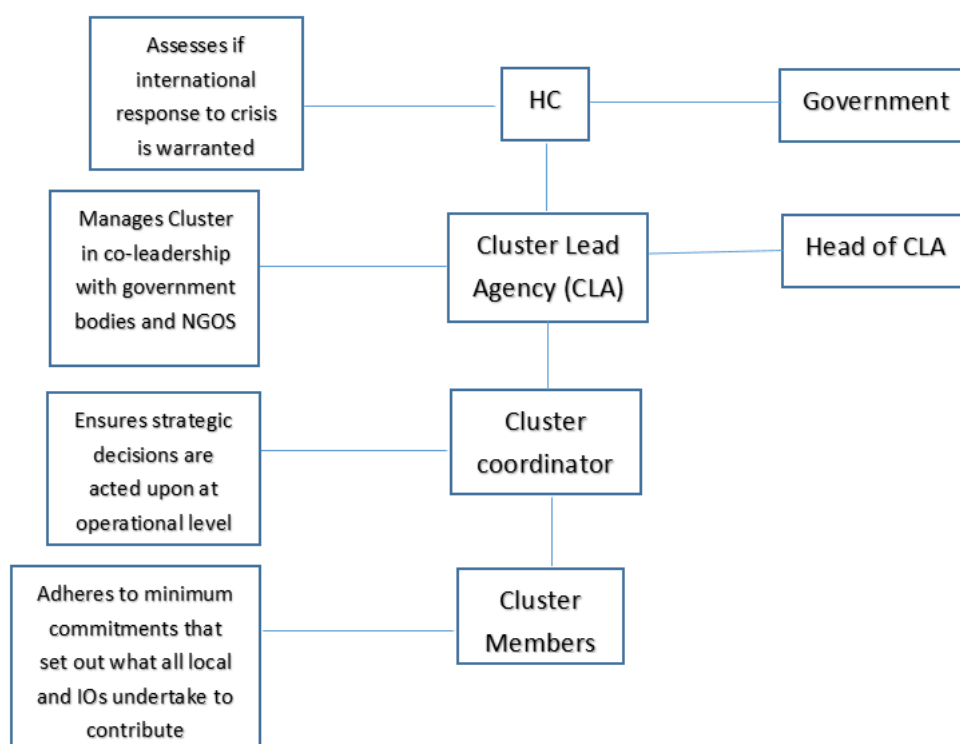 Assesses if
international
response to crisis
is warranted
HC
Government
Manages Cluster
in co-leadership
with government
bodies and NGOS
Cluster Lead
Agency (CLA)
Head of CLA
Ensures strategic
decisions are
acted upon at
operational level
Cluster
coordinator
Adheres to minimum
commitments that
set out what all local
and IOs undertake to
contribute
Cluster
Members